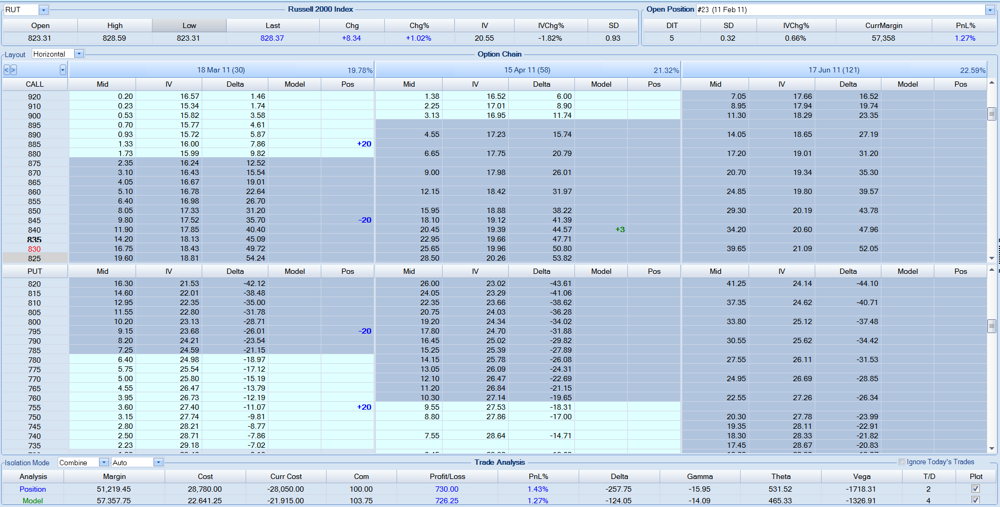 RUT Russell 2000 Index Open Position #23 (11 Feb 11)
Open High Low Last Chg Chg% IV IVChg% SD DIT SD IVChg% CurrMargin PnL%
823.31 828.59 823.31 828.37 +8.34 +1.02% 20.55 -1.82% 0.93 5 0.32 0.66% 57,358 1.27%
Layout Horizontal Option Chain
< > 18 Mar 11 (30) 19.78% 15 Apr 11 (58) 21.32% 17 Jun 11 (121) 22.59%
CALL Mid IV Delta Model Pos Mid IV Delta Model Pos Mid IV Delta Model Pos
920 0.20 16.57 1.46 1.38 16.52 6.00 7.05 17.66 16.52
910 0.23 15.34 1.74 2.25 17.01 8.90 8.95 17.94 19.74
900 0.53 15.82 3.58 3.13 16.95 11.74 11.30 18.29 23.35
895 0.70 15.77 4.61
890 0.93 15.72 5.87 4.55 17.23 15.74 14.05 18.65 27.19
885 1.33 16.00 7.86 +20
880 1.73 15.99 9.82 6.65 17.75 20.79 17.20 19.01 31.20
875 2.35 16.24 12.52
870 3.10 16.43 15.54 9.00 17.98 26.01 20.70 19.34 35.30
865 4.05 16.67 19.01
860 5.10 16.78 22.64 12.15 18.42 31.97 24.85 19.80 39.57
855 6.40 16.98 26.70
850 8.05 17.33 31.20 15.95 18.88 38.22 29.30 20.19 43.78
845 9.80 17.52 35.70 -20 18.10 19.12 41.39
840 11.90 17.85 40.40 20.45 19.39 44.57 +3 34.20 20.60 47.96
835 14.20 18.13 45.09 22.95 19.66 47.71
830 16.75 18.43 49.72 25.65 19.96 50.80 39.65 21.09 52.05
825 19.60 18.81 54.24 28.50 20.26 53.82
PUT Mid IV Delta Model Pos Mid IV Delta Model Pos Mid IV Delta Model Pos
820 16.30 21.53 -42.12 26.00 23.02 -43.61 41.25 24.14 -44.10
815 14.60 22.01 -38.48 24.05 23.29 -41.06
810 12.95 22.35 -35.00 22.35 23.66 -38.62 37.35 24.62 -40.71
805 11.55 22.80 -31.78 20.75 24.03 -36.28
800 10.20 23.13 -28.71 19.20 24.34 -34.02 33.80 25.12 -37.48
795 9.15 23.68 -26.01 -20 17.80 24.70 -31.88
790 8.20 24.21 -23.54 16.45 25.02 -29.82 30.55 25.62 -34.42
785 7.25 24.59 -21.15 15.25 25.39 -27.89
780 6.40 24.98 -18.97 14.15 25.78 -26.08 27.55 26.11 -31.53
775 5.75 25.54 -17.12 13.05 26.09 -24.31
770 5.00 25.80 -15.19 12.10 26.47 -22.69 24.95 26.69 -28.85
765 4.55 26.47 -13.79 11.20 26.84 -21.15
760 3.95 26.73 -12.19 10.30 27.14 -19.65 22.55 27.26 -26.34
755 3.60 27.40 -11.07 +20 9.55 27.53 -18.31
750 3.15 27.74 -9.81 8.80 27.86 -17.00 20.30 27.78 -23.99
745 2.80 28.21 -8.77 19.35 28.11 -22.91
740 2.50 28.71 -7.86 7.55 28.64 -14.71 18.30 28.33 -21.82
735 2.23 29.18 -7.02 17.45 28.67 -20.83
Isolation Mode Combine Auto Trade Analysis Ignore Today's Trades
Analysis Margin Cost Curr Cost Com Profit/Loss PnL% Delta Gamma Theta Vega T/D Plot
Position 51,219.45 28,780.00 -28,050.00 100.00 730.00 1.43% -257.75 -15.95 531.52 -1718.31 2
Model 57.357.75 22.641.25 -21.915.00 103.75 726.25 1.27% -124.05 -14.09 465.33 -1326.91 4